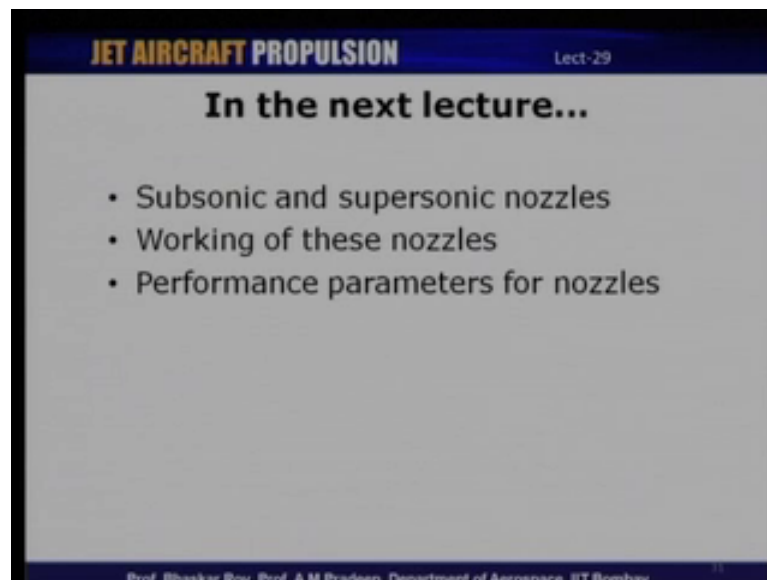 JET AIRCRAFT PROPULSION Lect-29
In the next lecture...
• Subsonic and supersonic nozzles
• Working of these nozzles
• Performance parameters for nozzles
Prof. Bhaskar Roy, Prof. A M Pradeep, Department of Aerospace, IIT Bombay